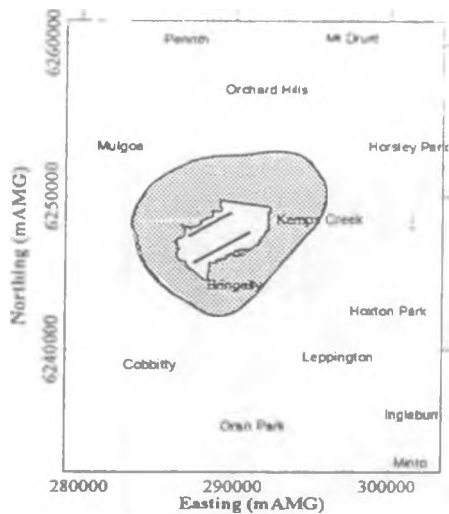 6260000
Penrith
Mt Druitt
Orchard Hills
Mulgoa
Horsley Park
6250000
Kemps Creek
Northing (mAMG)
Bringelly
Hoxton Park
6240000
Cobbitty
Leppington
Ingleburn
Oran Park
Minto
280000 290000 300000
Easting (mAMG)